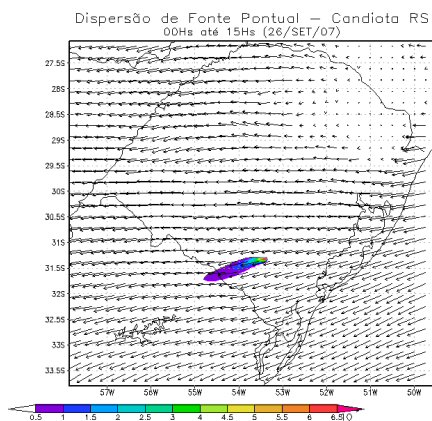 Dispersão de Fonte Pontual – Candiota RS
00Hs até 15Hs (26/SET/07)
27.5S
28S
28.5S
29S
29.5S
30S
30.5S
31S
31.5S
32S
32.5S
33S
33.5S
57W 56W 55W 54W 53W 52W 51W 50W
0.5 1 1.5 2 2.5 3 4 4.5 5 5.5 6 6.5